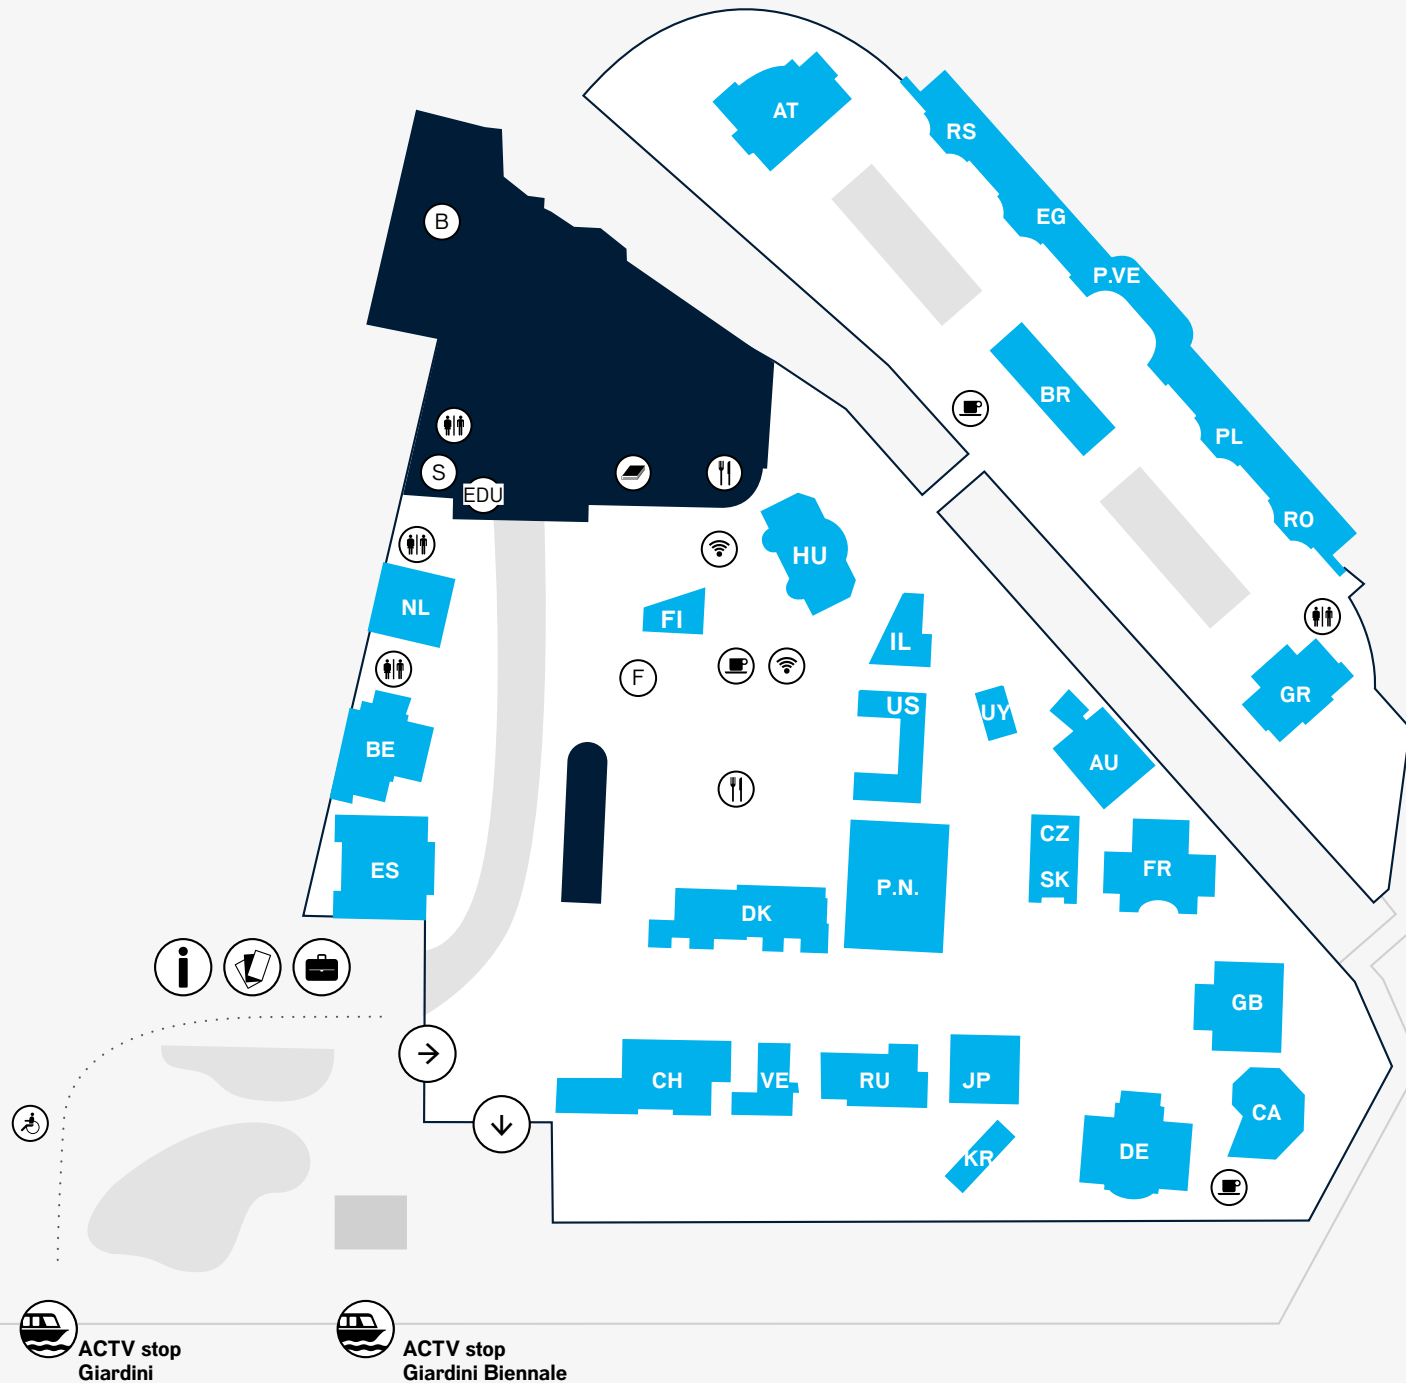 AT
RS
B
EG
P.VE
BR
PL
S
EDU
RO
HU
NL
FI
IL
F
GR
US
UY
BE
AU
CZ
SK
ES
P.N.
FR
DK
GB
CH
VE
RU
JP
CA
KR
DE
ACTV stop
Giardini
ACTV stop
Giardini Biennale